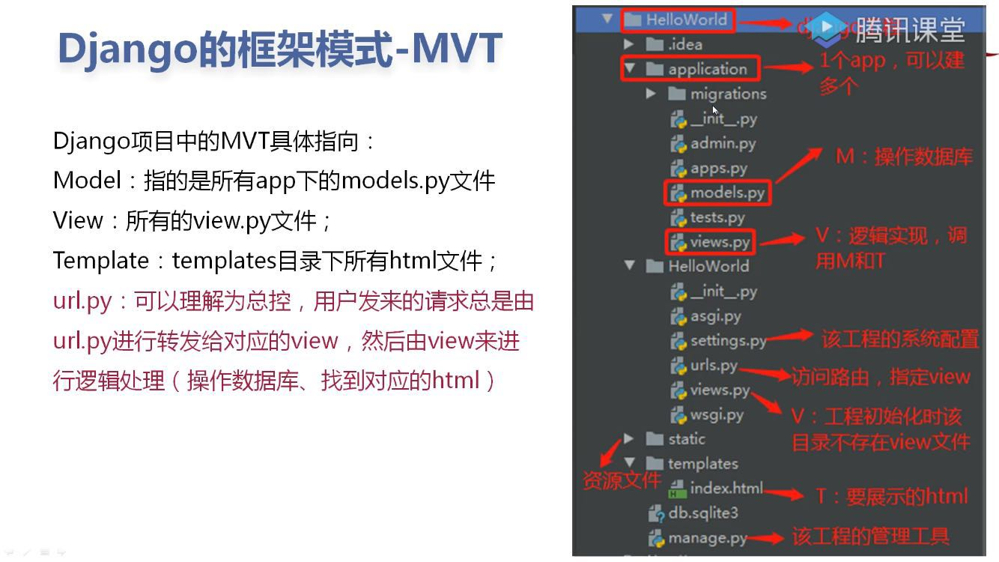 Django的框架模式-MVT
Django项目中的MVT具体指向：
Model：指的是所有app下的models.py文件
View：所有的view.py文件；
Template：templates目录下所有html文件；
url.py：可以理解为总控，用户发来的请求总是由
url.py进行转发给对应的view，然后由view来进
行逻辑处理（操作数据库、找到对应的html）
HelloWorld
腾讯课堂
.idea
application
1个app，可以建
多个
migrations
__init__.py
admin.py
apps.py
M：操作数据库
models.py
tests.py
views.py
V：逻辑实现，调
用M和T
HelloWorld
__init__.py
asgi.py
settings.py
该工程的系统配置
urls.py
访问路由，指定view
views.py
wsgi.py
V：工程初始化时该
目录不存在view文件
static
资源文件
templates
index.html
T：要展示的html
db.sqlite3
manage.py
该工程的管理工具